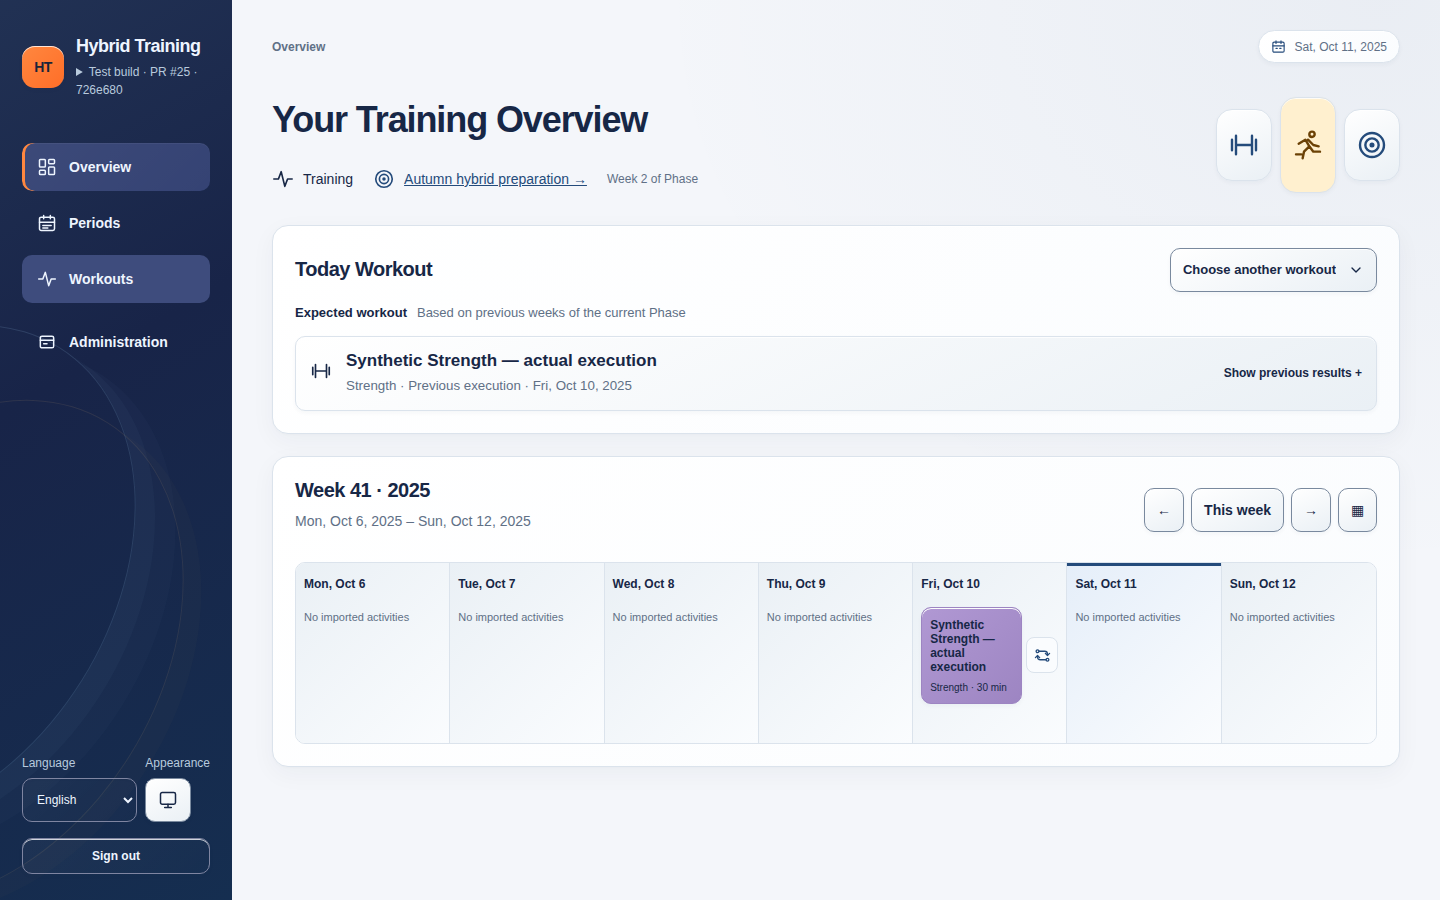 HT
Hybrid Training
▶ Test build · PR #25 ·
726e680
Overview
Periods
Workouts
Administration
Language
Appearance
English
Sign out
Overview
Sat, Oct 11, 2025
Your Training Overview
Training
Autumn hybrid preparation →
Week 2 of Phase
Today Workout
Choose another workout
Expected workout Based on previous weeks of the current Phase
Synthetic Strength — actual execution
Strength · Previous execution · Fri, Oct 10, 2025
Show previous results +
Week 41 · 2025
Mon, Oct 6, 2025 – Sun, Oct 12, 2025
←
This week
→
▦
Mon, Oct 6
No imported activities
Tue, Oct 7
No imported activities
Wed, Oct 8
No imported activities
Thu, Oct 9
No imported activities
Fri, Oct 10
Synthetic
Strength —
actual
execution
Strength · 30 min
Sat, Oct 11
No imported activities
Sun, Oct 12
No imported activities